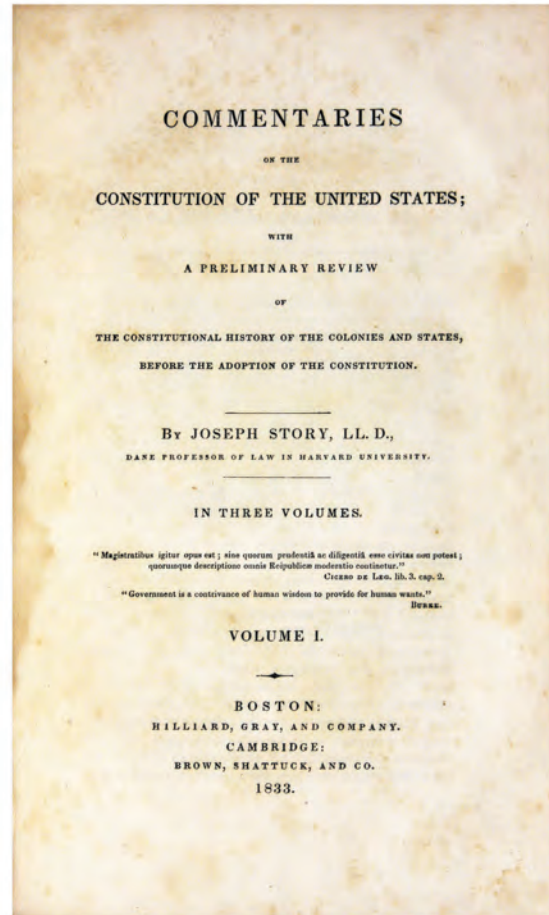 COMMENTARIES
ON THE
CONSTITUTION OF THE UNITED STATES;
WITH
A PRELIMINARY REVIEW
OF
THE CONSTITUTIONAL HISTORY OF THE COLONIES AND STATES,
BEFORE THE ADOPTION OF THE CONSTITUTION.
BY JOSEPH STORY, LL. D.,
DANE PROFESSOR OF LAW IN HARVARD UNIVERSITY.
IN THREE VOLUMES.
"Magistratibus igitur opus est; sine quorum prudentiâ ac diligentiâ esse civitas non potest;
quorumque descriptione omnis Reipublicæ moderatio continetur."
CICERO DE LEG. lib. 3. cap. 2.
"Government is a contrivance of human wisdom to provide for human wants."
BURKE.
VOLUME I.
BOSTON:
HILLIARD, GRAY, AND COMPANY.
CAMBRIDGE:
BROWN, SHATTUCK, AND CO.
1833.